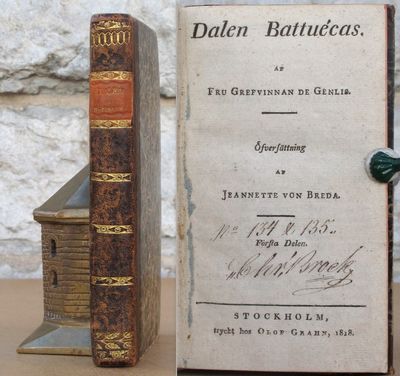 Dalen Battuécas.
AF
FRU GREFVINNAN DE GENLIS.
Öfversättning
AF
JEANNETTE VON BREDA.
No 134 & 135.
Första Delen.
STOCKHOLM,
tryckt hos OLOF GRAHN, 1818.